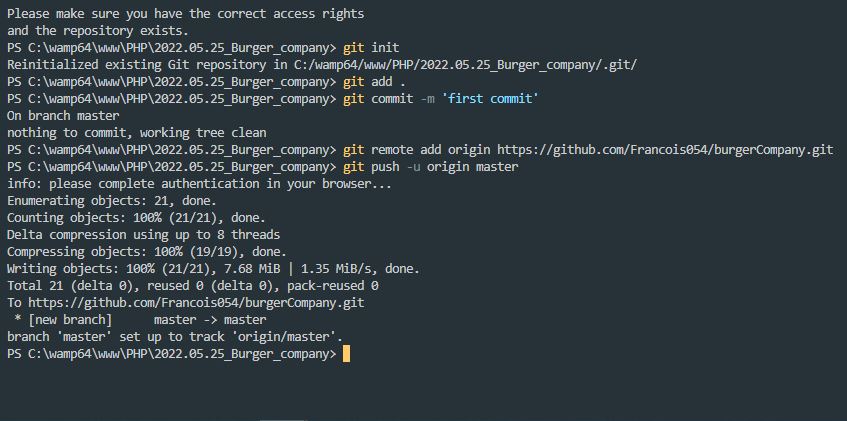 Please make sure you have the correct access rights
and the repository exists.
PS C:\wamp64\www\PHP\2022.05.25_Burger_company> git init
Reinitialized existing Git repository in C:/wamp64/www/PHP/2022.05.25_Burger_company/.git/
PS C:\wamp64\www\PHP\2022.05.25_Burger_company> git add .
PS C:\wamp64\www\PHP\2022.05.25_Burger_company> git commit -m 'first commit'
On branch master
nothing to commit, working tree clean
PS C:\wamp64\www\PHP\2022.05.25_Burger_company> git remote add origin https://github.com/Francois054/burgerCompany.git
PS C:\wamp64\www\PHP\2022.05.25_Burger_company> git push -u origin master
info: please complete authentication in your browser...
Enumerating objects: 21, done.
Counting objects: 100% (21/21), done.
Delta compression using up to 8 threads
Compressing objects: 100% (19/19), done.
Writing objects: 100% (21/21), 7.68 MiB | 1.35 MiB/s, done.
Total 21 (delta 0), reused 0 (delta 0), pack-reused 0
To https://github.com/Francois054/burgerCompany.git
 * [new branch]      master -> master
branch 'master' set up to track 'origin/master'.
PS C:\wamp64\www\PHP\2022.05.25_Burger_company>